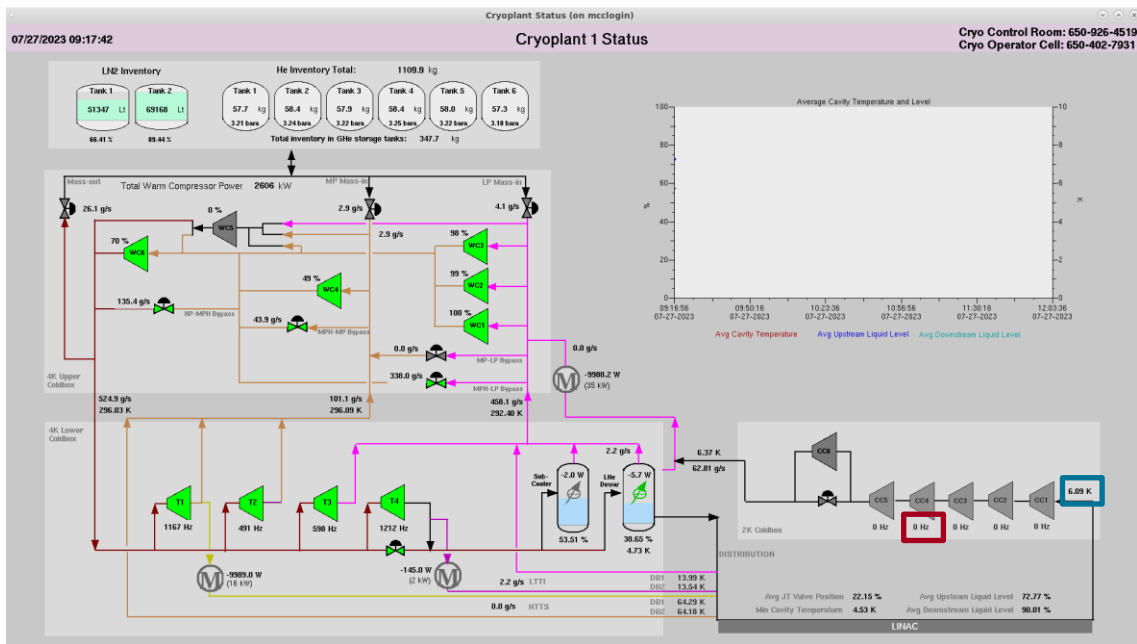 Cryoplant Status (on mcclogin)
07/27/2023 09:17:42
Cryoplant 1 Status
Cryo Control Room: 650-926-4519
Cryo Operator Cell: 650-402-7931
LN2 Inventory
Tank 1
Tank 2
51347 Lt
69168 Lt
66.41 %
89.44 %
He Inventory Total: 1109.9 kg
Tank 1
Tank 2
Tank 3
Tank 4
Tank 5
Tank 6
57.7 kg
58.4 kg
57.9 kg
58.4 kg
58.0 kg
57.3 kg
3.21 bara
3.24 bara
3.22 bara
3.25 bara
3.22 bara
3.18 bara
Total inventory in GHe storage tanks: 347.7 kg
Average Cavity Temperature and Level
100
80
60
40
20
0
%
10
8
6
4
2
0
K
09:16:56
09:50:16
10:23:36
10:56:56
11:30:16
12:03:36
07-27-2023
07-27-2023
07-27-2023
07-27-2023
07-27-2023
07-27-2023
Avg Cavity Temperature
Avg Upstream Liquid Level
Avg Downstream Liquid Level
Mass-out
Total Warm Compressor Power 2606 kW
MP Mass-in
LP Mass-in
26.1 g/s
0 %
2.9 g/s
4.1 g/s
WC5
2.9 g/s
70 %
WC6
98 %
WC3
99 %
WC2
49 %
WC4
100 %
WC1
135.4 g/s
HP-MPH Bypass
43.9 g/s
MPH-MP Bypass
0.0 g/s
MP-LP Bypass
0.0 g/s
338.0 g/s
MPH-LP Bypass
M
-9988.2 W
(35 kW)
4K Upper
Coldbox
524.9 g/s
296.03 K
101.1 g/s
296.09 K
458.1 g/s
292.40 K
4K Lower
Coldbox
T1
1167 Hz
T2
491 Hz
T3
598 Hz
T4
1212 Hz
2.2 g/s
Sub-
Cooler
-2.0 W
53.51 %
LHe
Dewar
-5.7 W
38.65 %
4.73 K
6.37 K
62.81 g/s
CC6
CC5
CC4
CC3
CC2
CC1
6.09 K
0 Hz
0 Hz
0 Hz
0 Hz
0 Hz
2K Coldbox
DISTRIBUTION
M
-9989.0 W
(16 kW)
-145.0 W
(2 kW)
M
2.2 g/s LTTI
DB1 13.99 K
DB2 13.54 K
0.0 g/s HTTS
DB1 64.29 K
DB2 64.18 K
Avg JT Valve Position 22.15 %
Avg Upstream Liquid Level 72.77 %
Min Cavity Temperature 4.53 K
Avg Downstream Liquid Level 90.01 %
LINAC